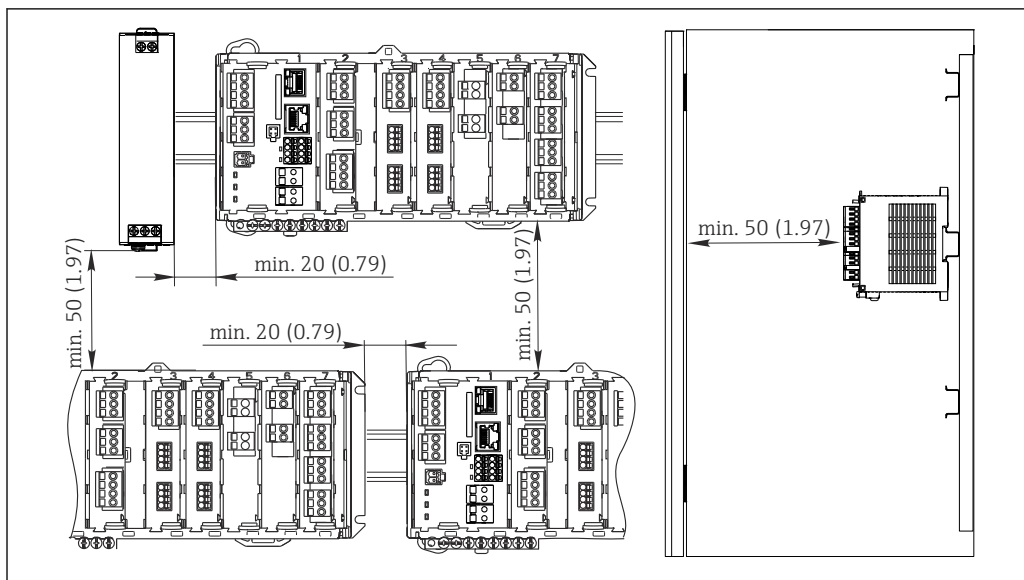 1 2 3 4 5 6 7
min. 50 (1.97)
min. 20 (0.79)
min. 50 (1.97)
min. 50 (1.97)
min. 20 (0.79)
2 3 4 5 6 7
1 2 3